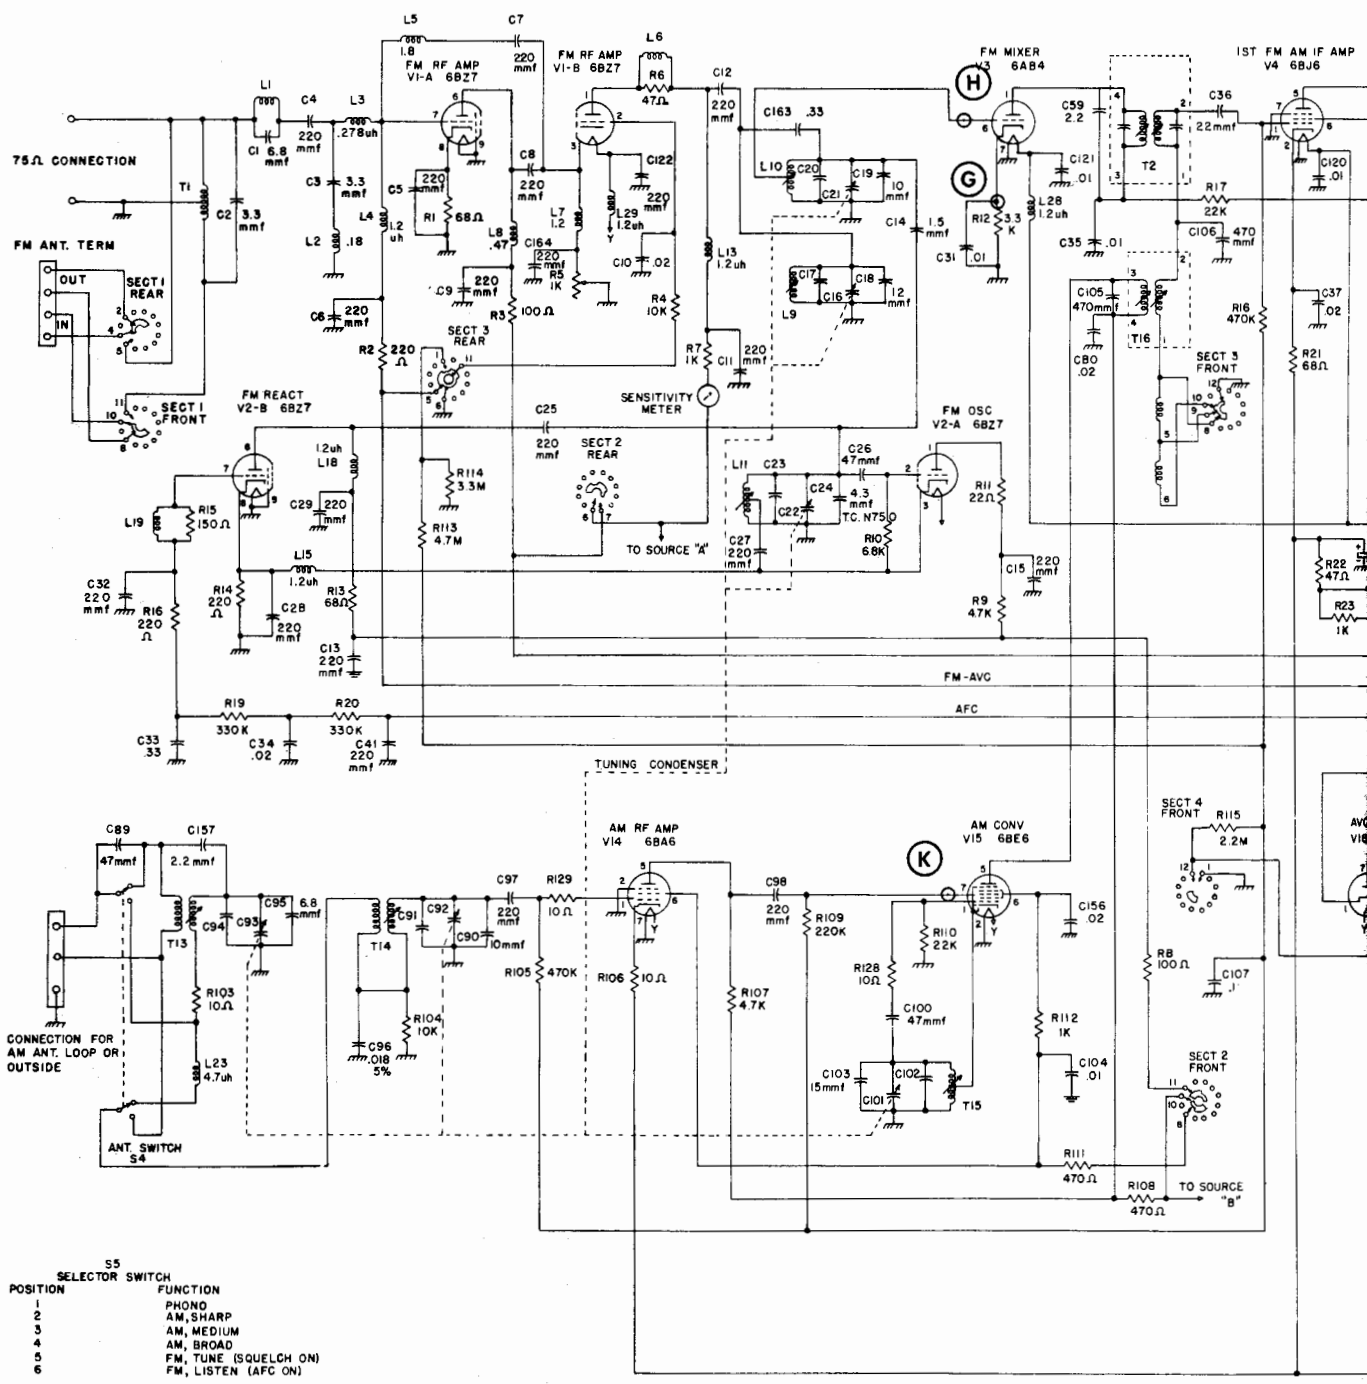 L5
1.8
C7
220
mmf
FM RF AMP
V1-A 6BZ7
FM RF AMP
V1-B 6BZ7
L6
R6
47Ω
C12
220
mmf
FM MIXER
V3 6AB4
H
1ST FM AM IF AMP
V4 6BJ6
L1
C4
220
mmf
L3
.278uh
C1 6.8
mmf
C163 .33
C59
2.2
T2
C36
22mmf
75Ω CONNECTION
T1
C2
3.3
mmf
C3
3.3
mmf
L2
.18
L4
1.2
uh
C5
220
mmf
R1
68Ω
C8
220
mmf
L8
.47
L7
1.2
L29
1.2uh
Y
C122
220
mmf
C164
220
mmf
R5
1K
C10
.02
L13
1.2uh
L10
C20
C21
C19
10
mmf
C14
1.5
mmf
G
R12
3.3
K
C31
.01
C121
.01
L28
1.2uh
C35
.01
R17
22K
C106
470
mmf
C120
.01
FM ANT. TERM
OUT
IN
SECT 1
REAR
SECT 1
FRONT
C6
220
mmf
C9
220
mmf
R3
100Ω
R4
10K
R2
220
Ω
SECT 3
REAR
R7
1K
C11
220
mmf
SENSITIVITY
METER
L9
C17
C16
C18
12
mmf
C105
470mmf
C80
.02
T16
SECT 3
FRONT
R16
470K
R21
68Ω
C37
.02
FM REACT
V2-B 6BZ7
C25
220
mmf
SECT 2
REAR
TO SOURCE "A"
FM OSC
V2-A 6BZ7
1.2uh
L18
C29
220
mmf
R114
3.3M
R113
4.7M
L19
R15
150Ω
L15
1.2uh
R13
68Ω
C32
220
mmf
R16
220
Ω
R14
220
Ω
C28
220
mmf
C13
220
mmf
L11
C23
C22
C24
C26
47mmf
4.3
mmf
T.C. N750
C27
220
mmf
R10
6.8K
R11
22Ω
C15
220
mmf
R9
4.7K
R22
47Ω
R23
1K
FM-AVC
AFC
R19
330K
R20
330K
C33
.33
C34
.02
C41
220
mmf
TUNING CONDENSER
C89
47mmf
C157
2.2mmf
AM RF AMP
V14 6BA6
AM CONV
V15 6BE6
K
SECT 4
FRONT
R115
2.2M
T13
C94
C93
C95
6.8
mmf
T14
C91
C92
C90
10mmf
C97
220
mmf
R129
10Ω
C98
220
mmf
R109
220K
R110
22K
R128
10Ω
C156
.02
R105
470K
R106
10Ω
R107
4.7K
C100
47mmf
R112
1K
R8
100Ω
C107
.1
R103
10Ω
L23
4.7uh
R104
10K
C96
.018
5%
C103
15mmf
C101
C102
T15
C104
.01
SECT 2
FRONT
CONNECTION FOR
AM ANT. LOOP OR
OUTSIDE
ANT. SWITCH
S4
R111
470Ω
R108
470Ω
TO SOURCE
"B"
S5
SELECTOR SWITCH
POSITION FUNCTION
1 PHONO
2 AM, SHARP
3 AM, MEDIUM
4 AM, BROAD
5 FM, TUNE (SQUELCH ON)
6 FM, LISTEN (AFC ON)